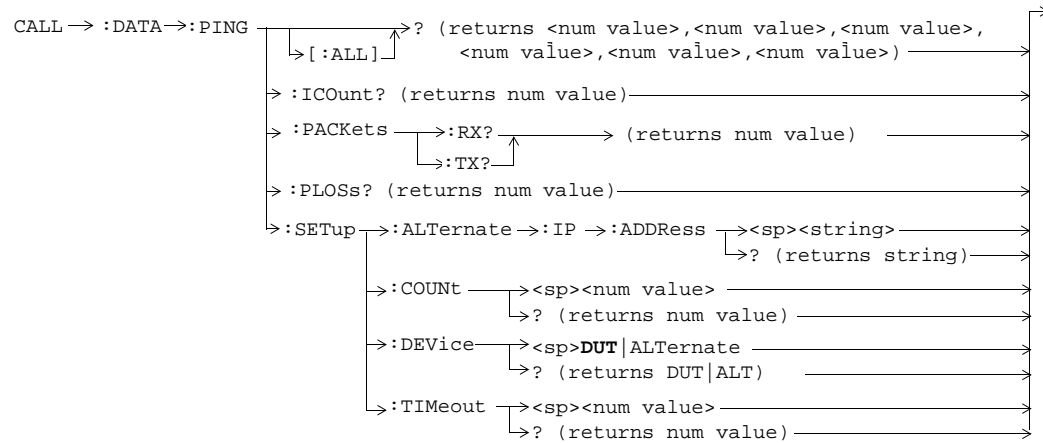 CALL :DATA :PING ? (returns <num value>,<num value>,<num value>,
[:ALL] <num value>,<num value>,<num value>)
:ICOunt? (returns num value)
:PACKets :RX? (returns num value)
:TX?
:PLOSs? (returns num value)
:SETup :ALTernate :IP :ADDRess <sp><string>
? (returns string)
:COUNt <sp><num value>
? (returns num value)
:DEVice <sp>DUT|ALTernate
? (returns DUT|ALT)
:TIMeout <sp><num value>
? (returns num value)